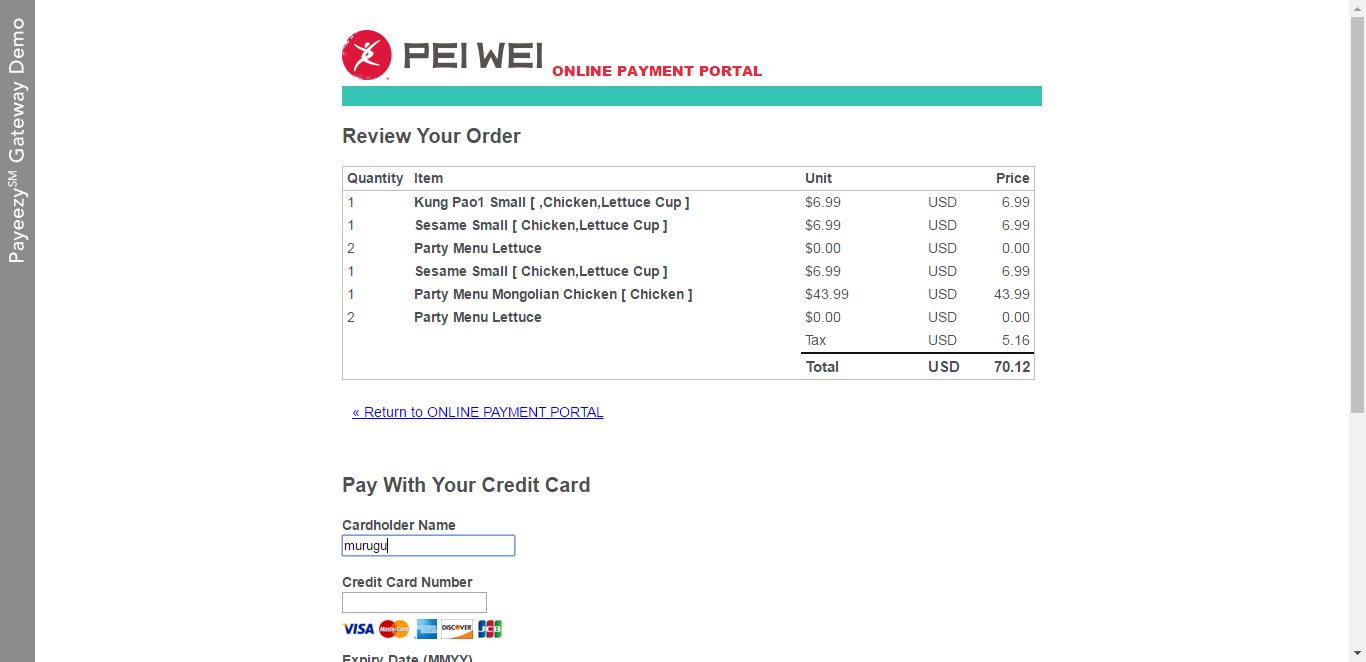 Payeezy℠ Gateway Demo
PEI WEI ONLINE PAYMENT PORTAL
Review Your Order
Quantity Item Unit Price
1 Kung Pao1 Small [ ,Chicken,Lettuce Cup ] $6.99 USD 6.99
1 Sesame Small [ Chicken,Lettuce Cup ] $6.99 USD 6.99
2 Party Menu Lettuce $0.00 USD 0.00
1 Sesame Small [ Chicken,Lettuce Cup ] $6.99 USD 6.99
1 Party Menu Mongolian Chicken [ Chicken ] $43.99 USD 43.99
2 Party Menu Lettuce $0.00 USD 0.00
Tax USD 5.16
Total USD 70.12
« Return to ONLINE PAYMENT PORTAL
Pay With Your Credit Card
Cardholder Name
murugu
Credit Card Number
VISA MasterCard DISCOVER JCB
Expiry Date (MMYY)